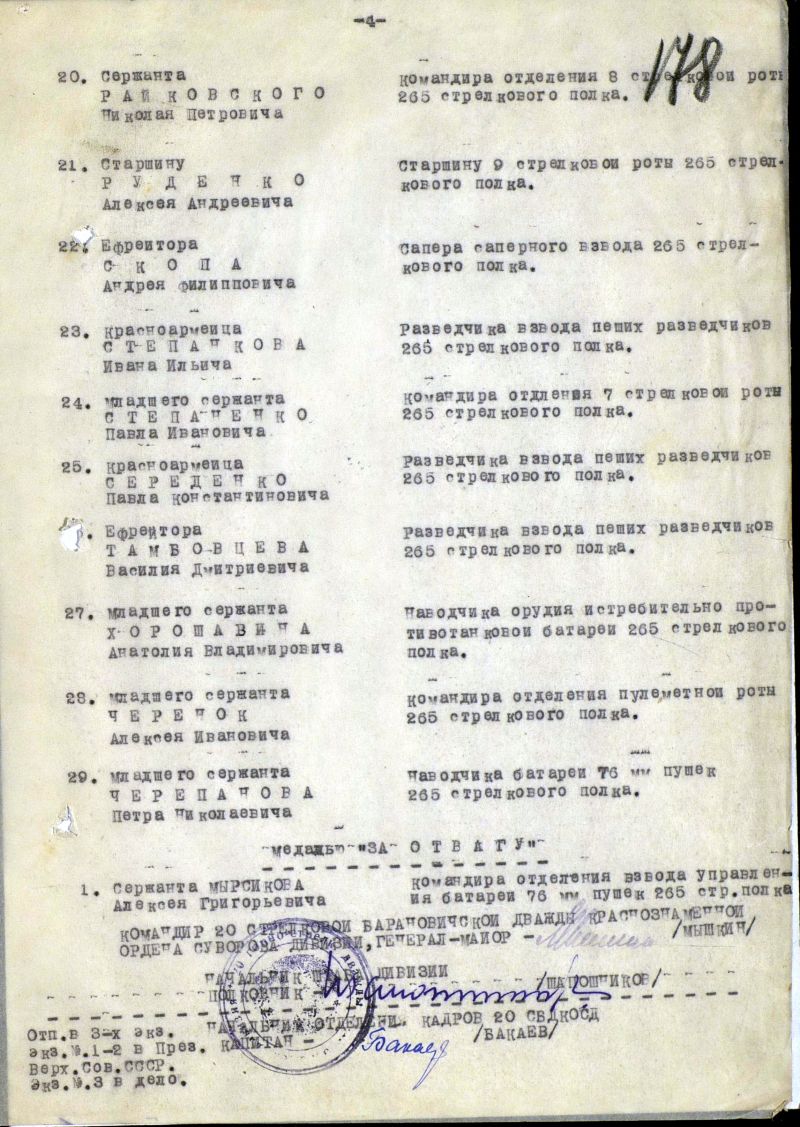 -4-
178
20. Сержанта командира отделения 8 стрелковой роты
РАЙКОВСКОГО 265 стрелкового полка.
Николая Петровича
21. Старшину Старшину 9 стрелковой роты 265 стрел-
РУДЕНКО кового полка.
Алексея Андреевича
22. Ефрейтора Сапера саперного взвода 265 стрел-
СКОПА кового полка.
Андрея Филипповича
23. Красноармейца Разведчика взвода пеших разведчиков
СТЕПАНКОВА 265 стрелкового полка.
Ивана Ильича
24. Младшего сержанта Командира отдления 7 стрелковой роты
СТЕПАНЕНКО 265 стрелкового полка.
Павла Ивановича
25. Красноармейца Разведчика взвода пеших разведчиков
СЕРЕДЕНКО 265 стрелкового полка.
Павла Константиновича
. Ефрейтора Разведчика взвода пеших разведчиков
ТАМБОВЦЕВА 265 стрелкового полка.
Василия Дмитриевича
27. Младшего сержанта Наводчика орудия истребительно про-
ХОРОШАВИНА тивотанковой батареи 265 стрелкового
Анатолия Владимировича полка.
28. Младшего сержанта Командира отделения пулеметной роты
ЧЕРЕНОК 265 стрелкового полка.
Алексея Ивановича
29. Младшего сержанта Наводчика батареи 76 мм пушек
ЧЕРЕПАНОВА 265 стрелкового полка.
Петра Николаевича
Медалью "ЗА ОТВАГУ"
1. Сержанта МЫРСИКОВА Командира отделения взвода управлен-
Алексея Григорьевича ия батареи 76 мм пушек 265 стр.полка
КОМАНДИР 20 СТРЕЛКОВОЙ БАРАНОВИЧСКОЙ ДВАЖДЫ КРАСНОЗНАМЕННОЙ
ОРДЕНА СУВОРОВА ДИВИЗИИ, ГЕНЕРАЛ-МАЙОР - /МЫШКИН/
НАЧАЛЬНИК ШТАБА ДИВИЗИИ
ПОЛКОВНИК - /ШАПОШНИКОВ/
НАЧАЛЬНИК ОТДЕЛЕНИ. КАДРОВ 20 СБДКОСД
КАПИТАН - Бакаев /БАКАЕВ/
Отп.в 3-х экз.
экз.№.1-2 в През.
Верх.Сов.СССР.
Экз.№.3 в дело.